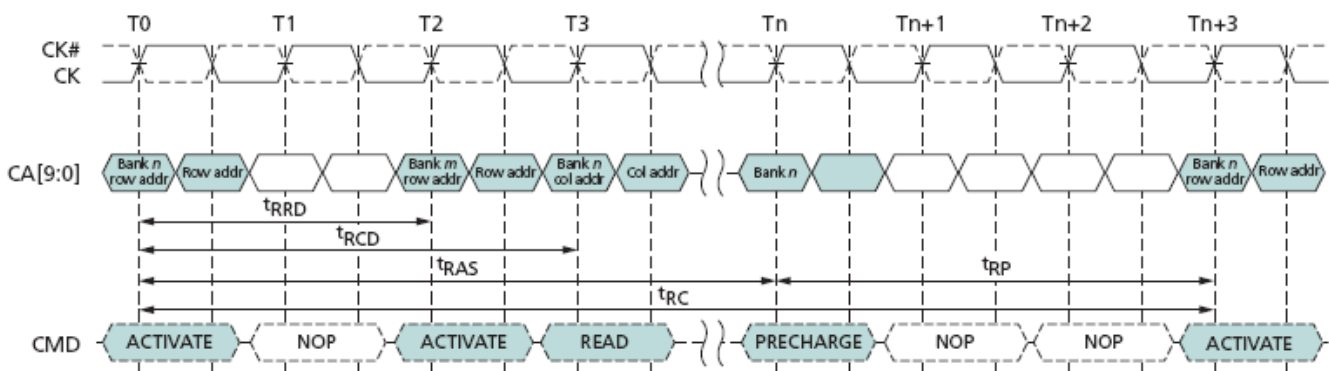 T0 T1 T2 T3 Tn Tn+1 Tn+2 Tn+3
CK#
CK
CA[9:0]
Bank n row addr
Row addr
Bank m row addr
Row addr
Bank n col addr
Col addr
Bank n
Bank n row addr
Row addr
tRRD
tRCD
tRAS tRP
tRC
CMD ACTIVATE NOP ACTIVATE READ PRECHARGE NOP NOP ACTIVATE